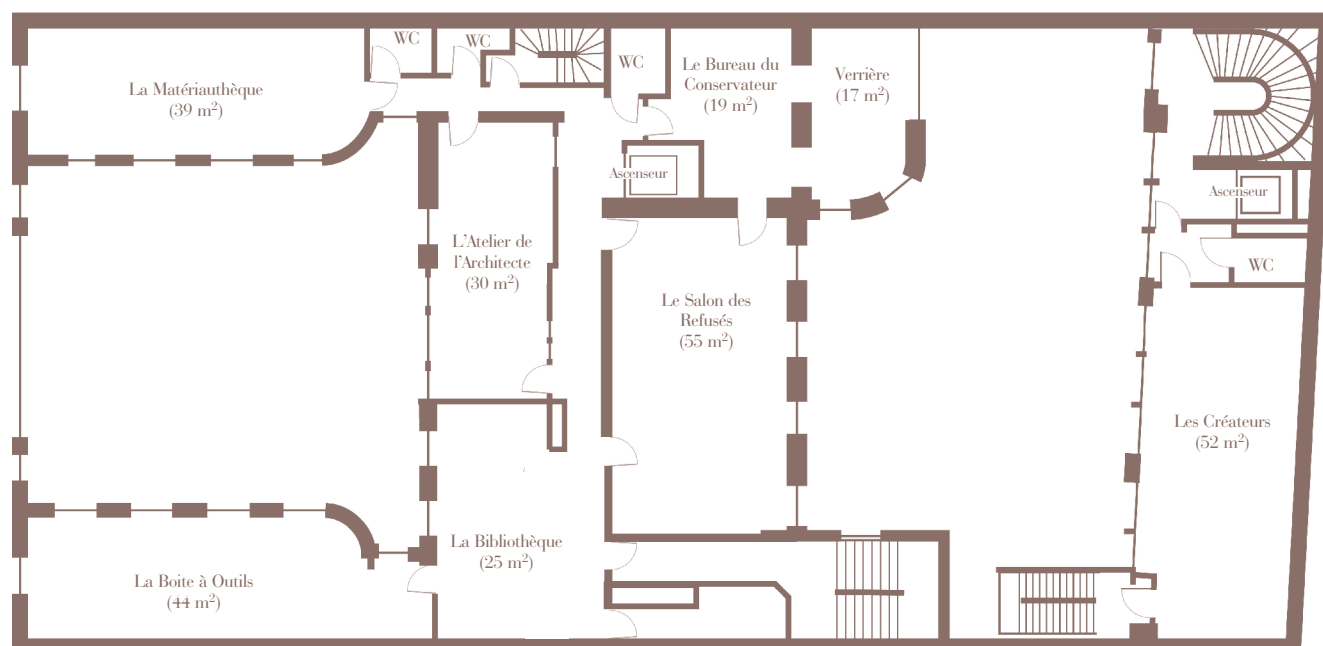 WC
WC
WC
La Matériauthèque
(39 m²)
Le Bureau du
Conservateur
(19 m²)
Verrière
(17 m²)
Ascenseur
Ascenseur
L'Atelier de
l'Architecte
(30 m²)
WC
Le Salon des
Refusés
(55 m²)
Les Créateurs
(52 m²)
La Bibliothèque
(25 m²)
La Boite à Outils
(44 m²)